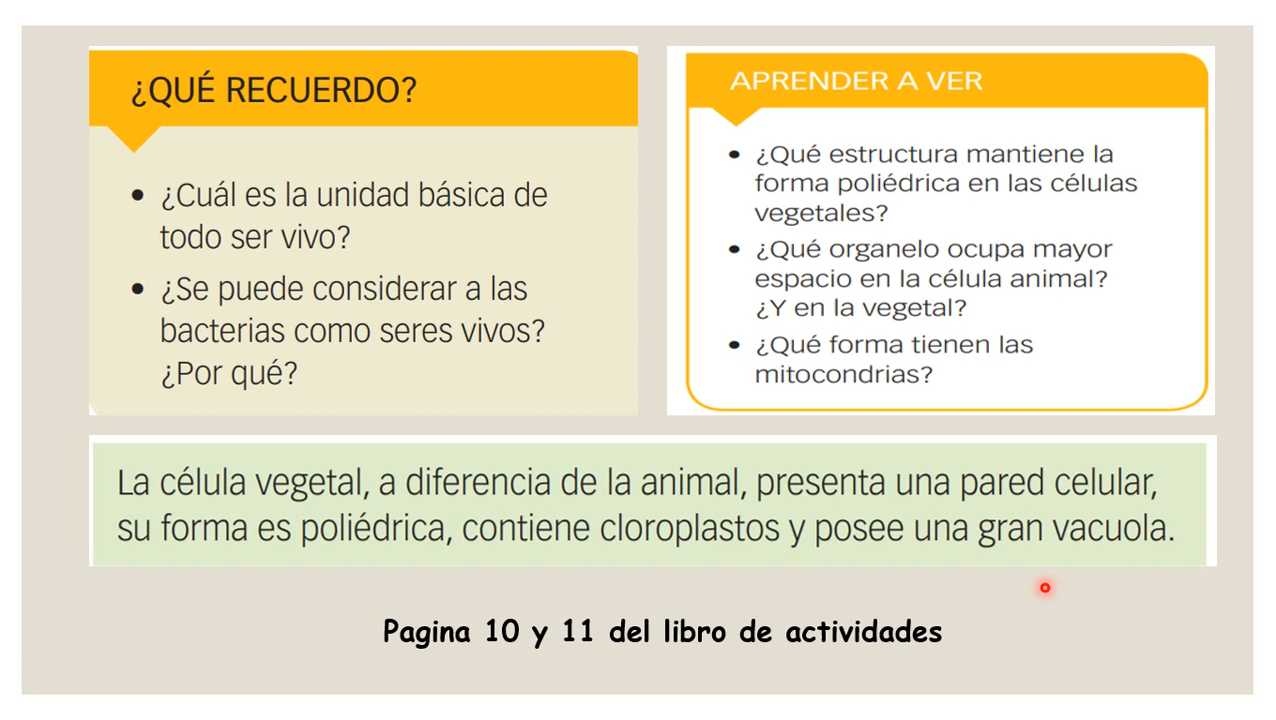 ¿QUÉ RECUERDO?
• ¿Cuál es la unidad básica de
todo ser vivo?
• ¿Se puede considerar a las
bacterias como seres vivos?
¿Por qué?
APRENDER A VER
• ¿Qué estructura mantiene la
forma poliédrica en las células
vegetales?
• ¿Qué organelo ocupa mayor
espacio en la célula animal?
¿Y en la vegetal?
• ¿Qué forma tienen las
mitocondrias?
La célula vegetal, a diferencia de la animal, presenta una pared celular,
su forma es poliédrica, contiene cloroplastos y posee una gran vacuola.
Pagina 10 y 11 del libro de actividades